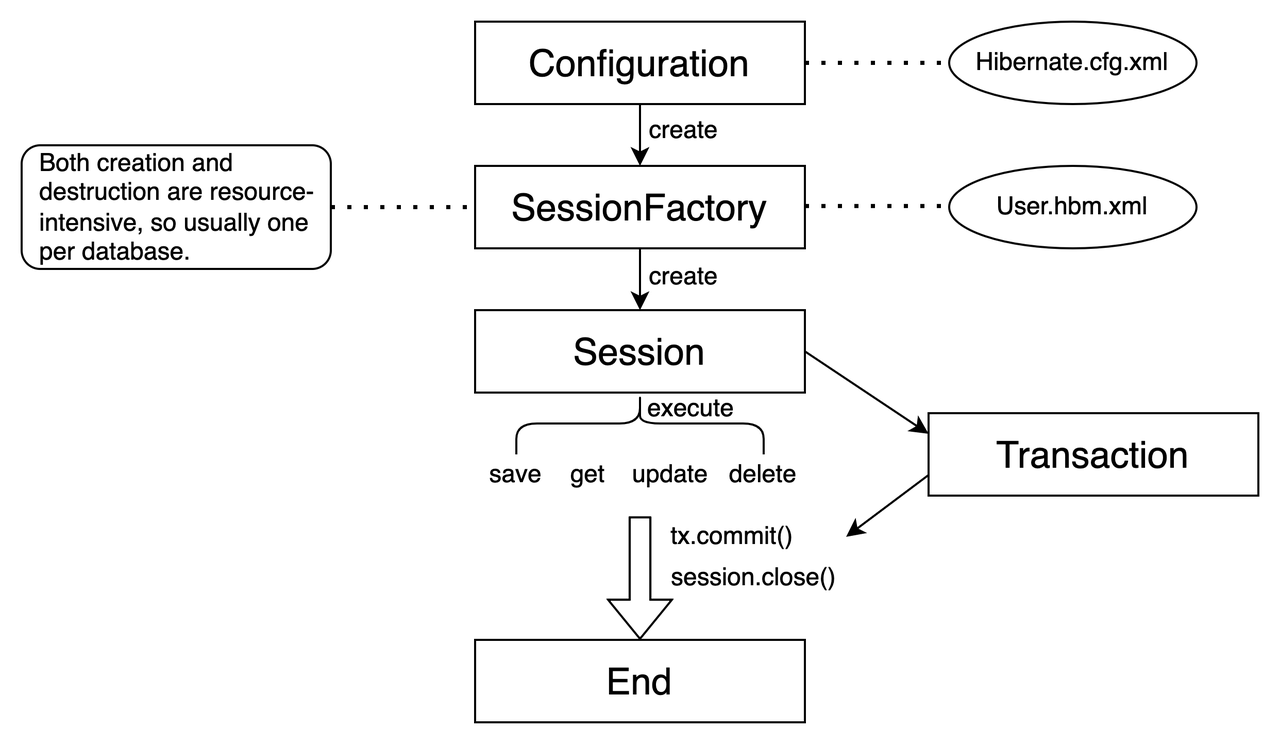 Configuration
Hibernate.cfg.xml
create
Both creation and
destruction are resource-
intensive, so usually one
per database.
SessionFactory
User.hbm.xml
create
Session
execute
save get update delete
Transaction
tx.commit()
session.close()
End